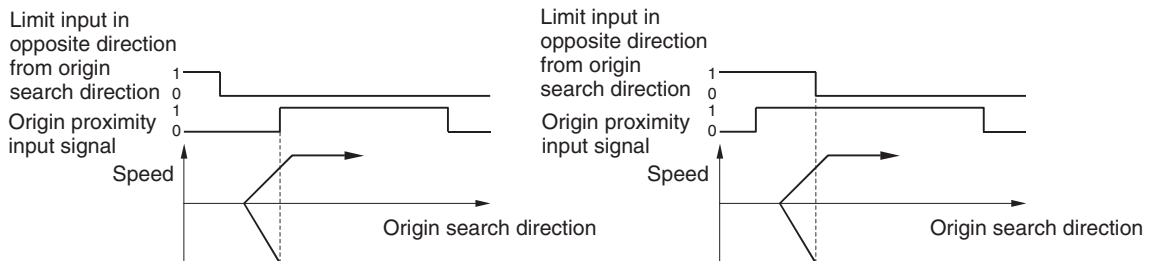 Limit input in
opposite direction
from origin
search direction
1
0
Origin proximity
input signal
1
0
Speed
Origin search direction
Limit input in
opposite direction
from origin
search direction
1
0
Origin proximity
input signal
1
0
Speed
Origin search direction